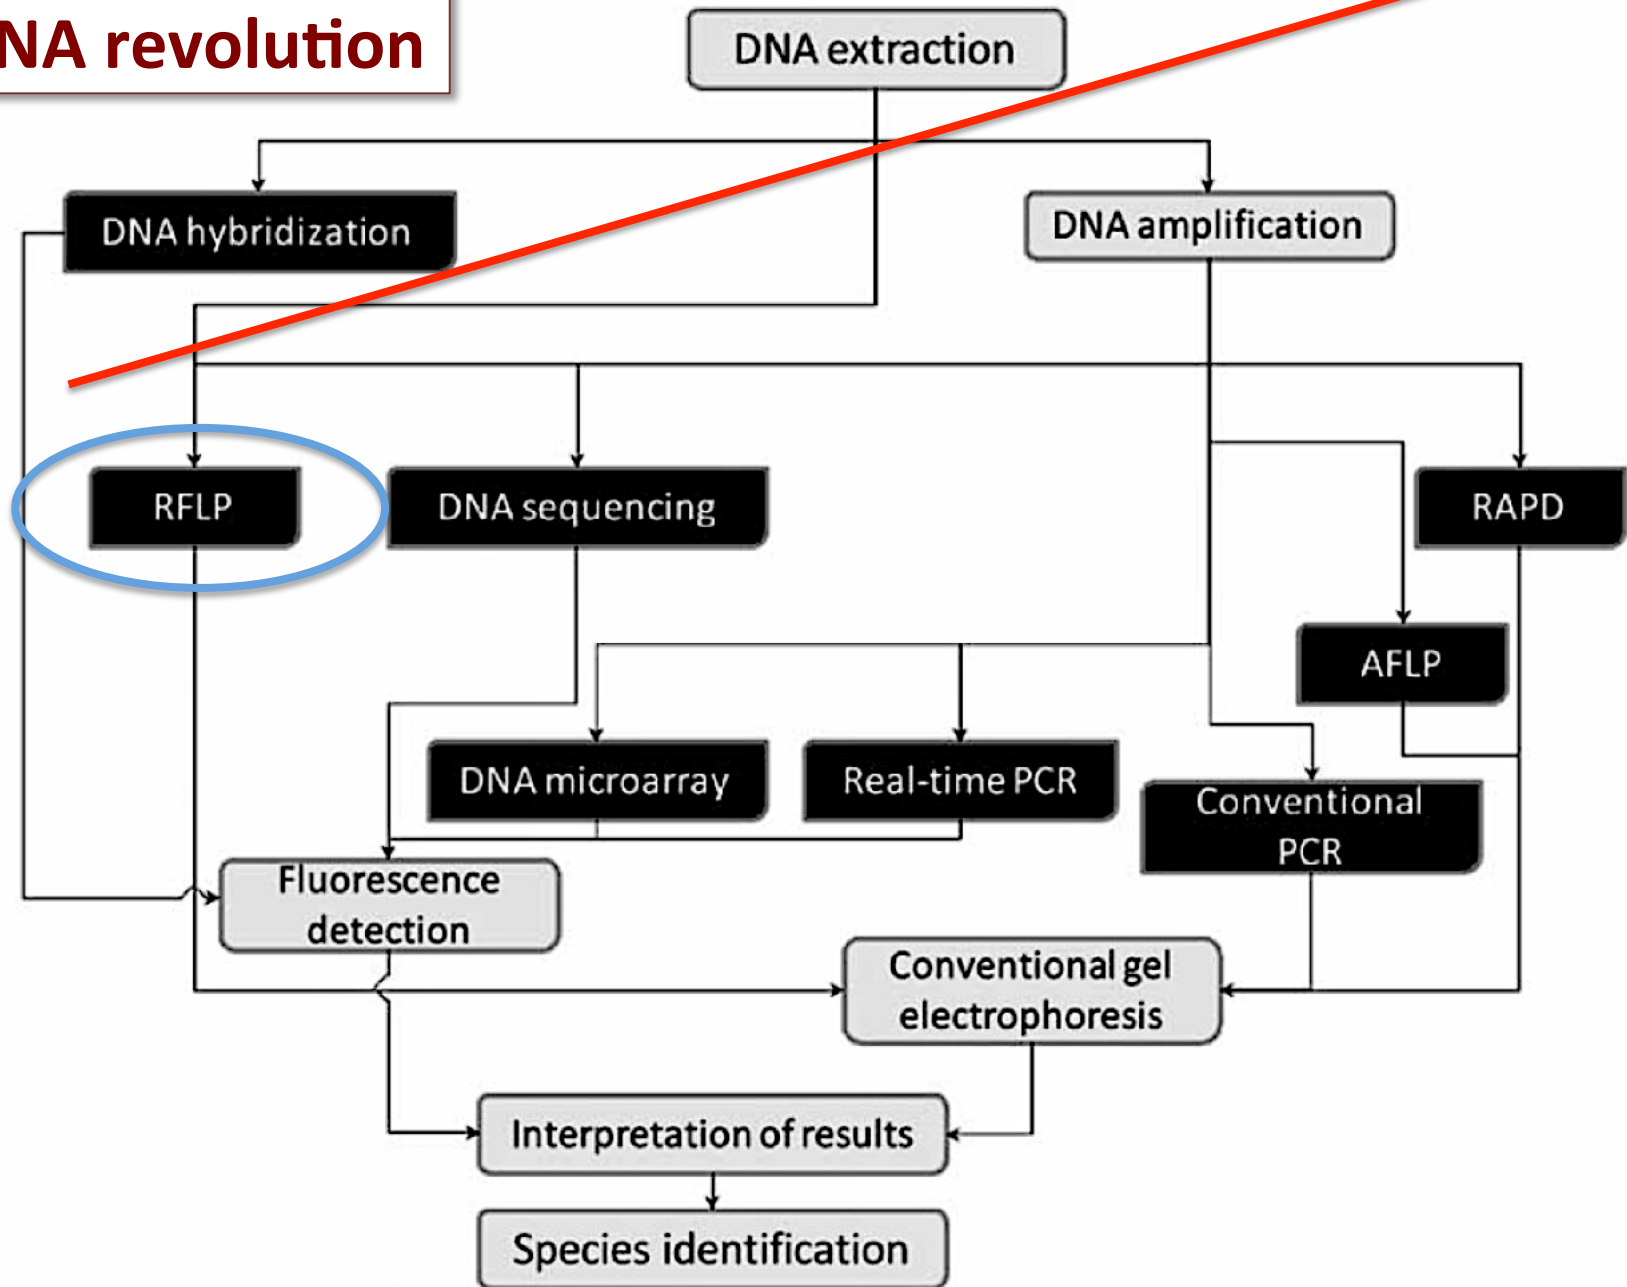 NA revolution
DNA extraction
DNA hybridization
DNA amplification
RFLP
DNA sequencing
RAPD
AFLP
DNA microarray
Real-time PCR
Conventional
PCR
Fluorescence
detection
Conventional gel
electrophoresis
Interpretation of results
Species identification